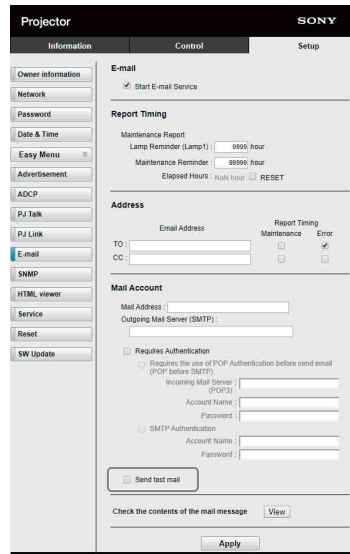 Projector
SONY
Information
Control
Setup
Owner information
Network
Password
Date & Time
Easy Menu
Advertisement
ADCP
PJ Talk
PJ Link
E-mail
SNMP
HTML viewer
Service
Reset
SW Update
E-mail
Start E-mail Service
Report Timing
Maintenance Report
Lamp Reminder (Lamp1) : 9999 hour
Maintenance Reminder : 99999 hour
Elapsed Hours : NaN hour RESET
Address
Email Address
Report Timing
Maintenance Error
TO :
CC :
Mail Account
Mail Address :
Outgoing Mail Server (SMTP) :
Requires Authentication
Requires the use of POP Authentication before send email
(POP before SMTP)
Incoming Mail Server :
(POP3)
Account Name :
Password :
SMTP Authentication
Account Name :
Password :
Send test mail
Check the contents of the mail message View
Apply